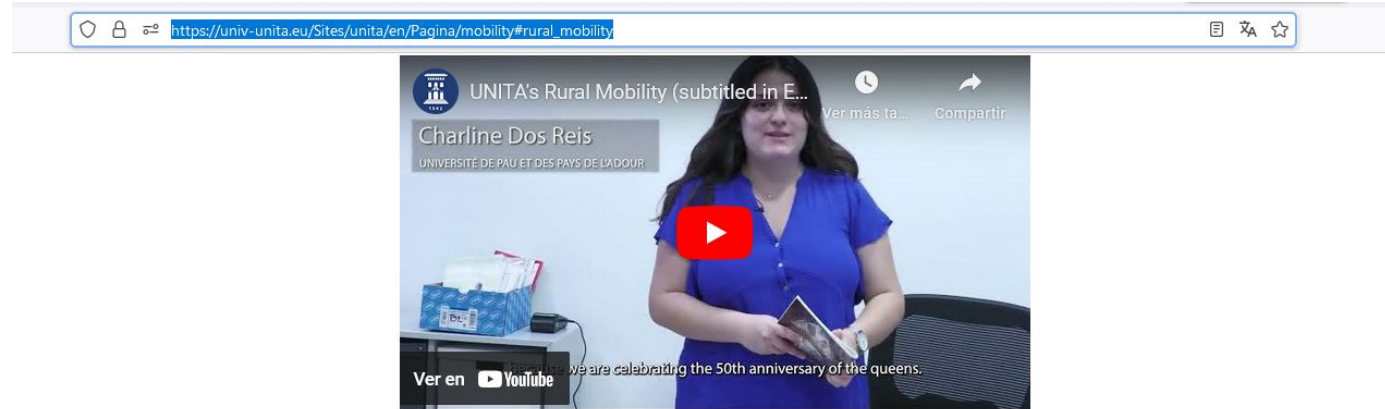 https://univ-unita.eu/Sites/unita/en/Pagina/mobility#rural_mobility
UNITA's Rural Mobility (subtitled in E...
Ver más ta...
Compartir
Charline Dos Reis
UNIVERSITÉ DE PAU ET DES PAYS DE L'ADOUR
because we are celebrating the 50th anniversary of the queens.
Ver en YouTube